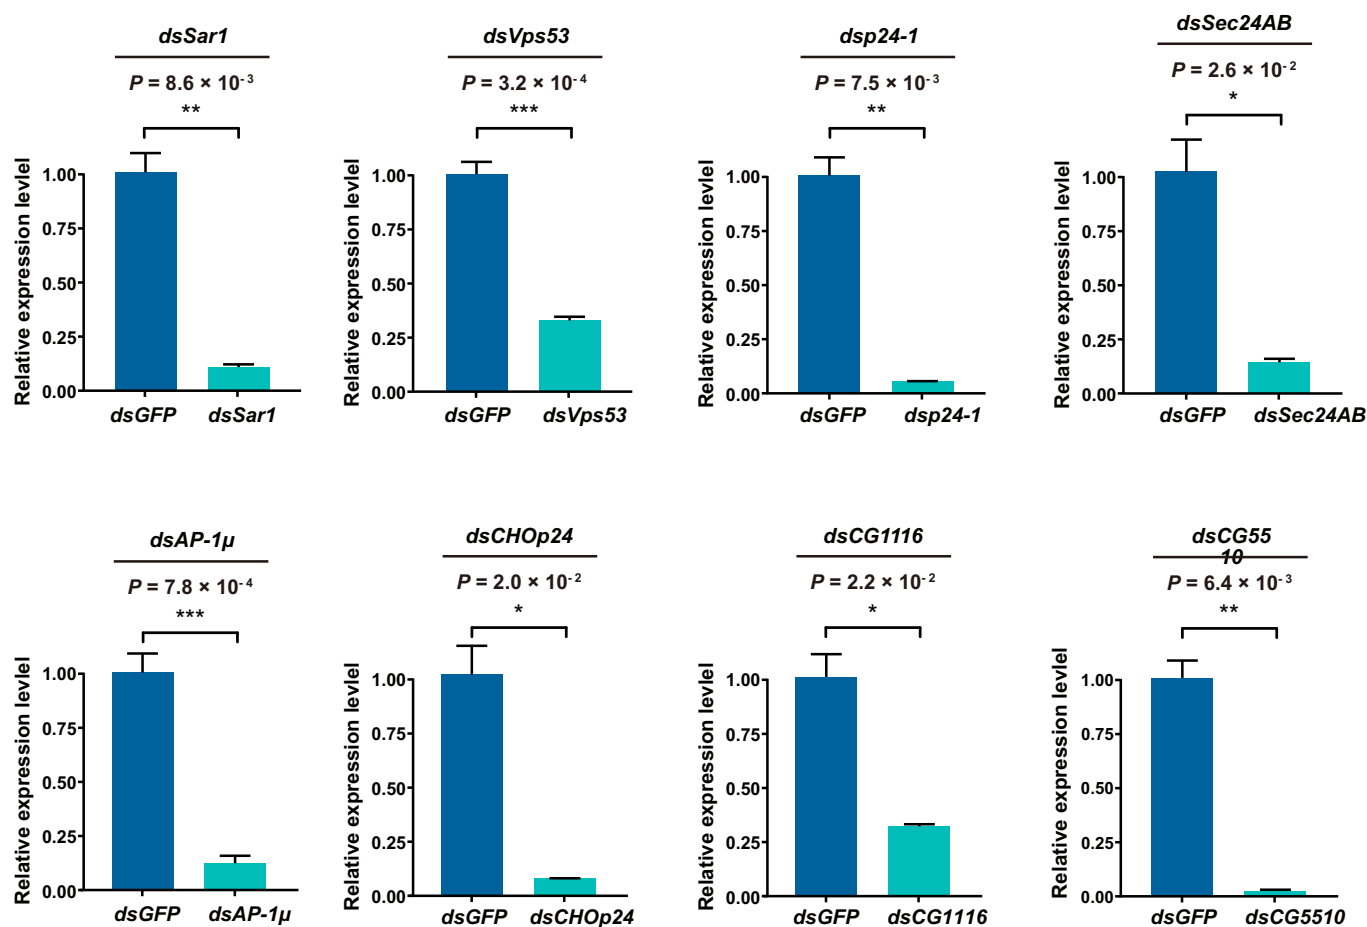 dsSar1
P = 8.6 × 10⁻³
**
Relative expression levlel
1.00
0.75
0.50
0.25
0.00
dsGFP dsSar1
dsVps53
P = 3.2 × 10⁻⁴
***
Relative expression levlel
1.00
0.75
0.50
0.25
0.00
dsGFP dsVps53
dsp24-1
P = 7.5 × 10⁻³
**
Relative expression levlel
1.00
0.75
0.50
0.25
0.00
dsGFP dsp24-1
dsSec24AB
P = 2.6 × 10⁻²
*
Relative expression levlel
1.00
0.75
0.50
0.25
0.00
dsGFP dsSec24AB
dsAP-1μ
P = 7.8 × 10⁻⁴
***
Relative expression levlel
1.00
0.75
0.50
0.25
0.00
dsGFP dsAP-1μ
dsCHOp24
P = 2.0 × 10⁻²
*
Relative expression levlel
1.00
0.75
0.50
0.25
0.00
dsGFP dsCHOp24
dsCG1116
P = 2.2 × 10⁻²
*
Relative expression levlel
1.00
0.75
0.50
0.25
0.00
dsGFP dsCG1116
dsCG55
10
P = 6.4 × 10⁻³
**
Relative expression levlel
1.00
0.75
0.50
0.25
0.00
dsGFP dsCG5510